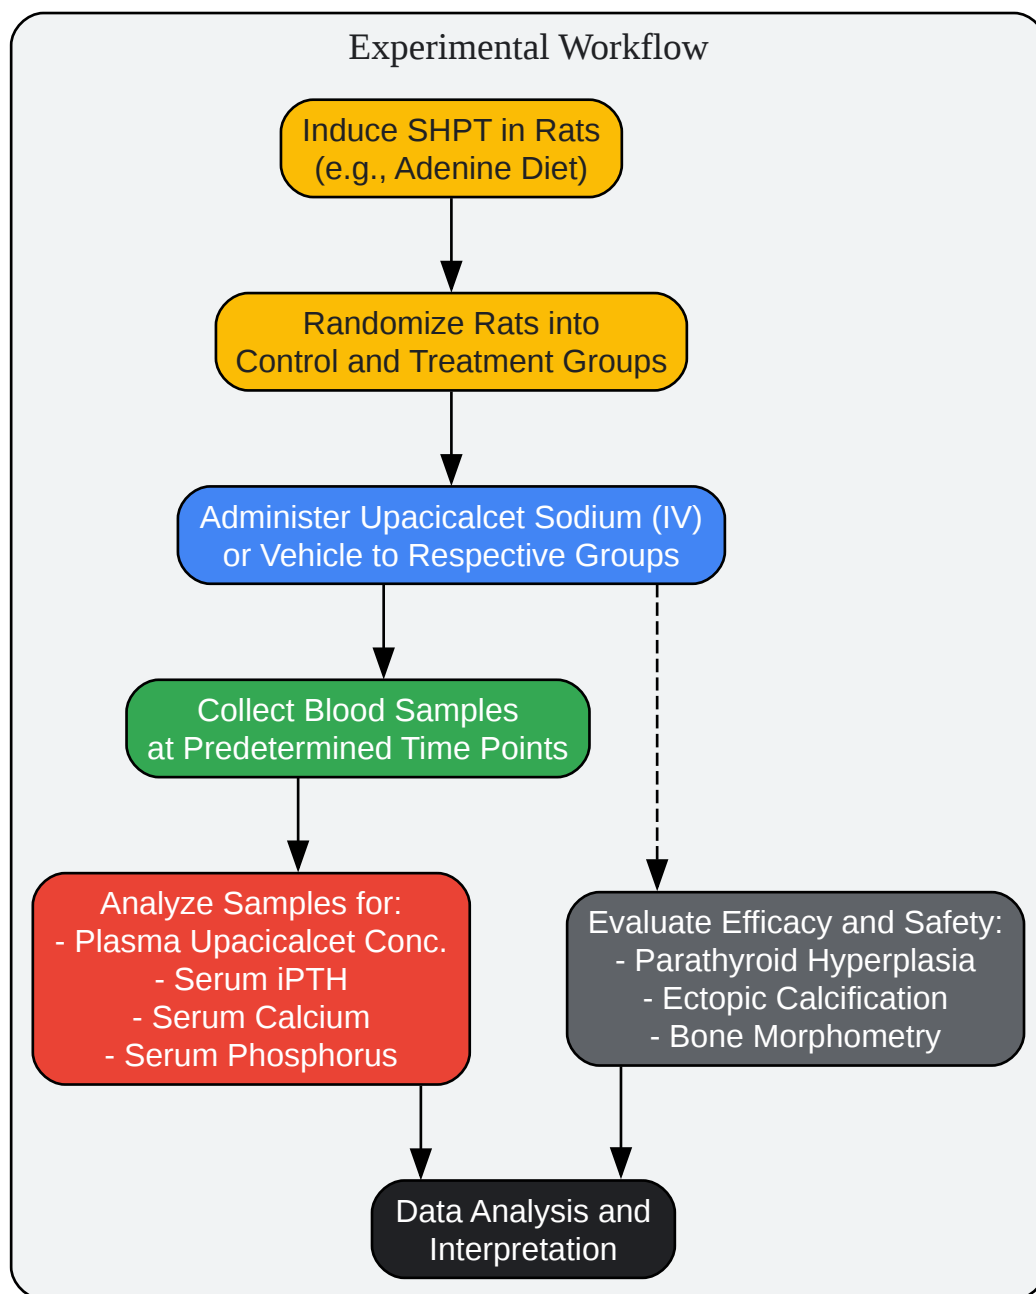 Experimental Workflow
Induce SHPT in Rats
(e.g., Adenine Diet)
Randomize Rats into
Control and Treatment Groups
Administer Upacicalcet Sodium (IV)
or Vehicle to Respective Groups
Collect Blood Samples
at Predetermined Time Points
Analyze Samples for:
- Plasma Upacicalcet Conc.
- Serum iPTH
- Serum Calcium
- Serum Phosphorus
Evaluate Efficacy and Safety:
- Parathyroid Hyperplasia
- Ectopic Calcification
- Bone Morphometry
Data Analysis and
Interpretation